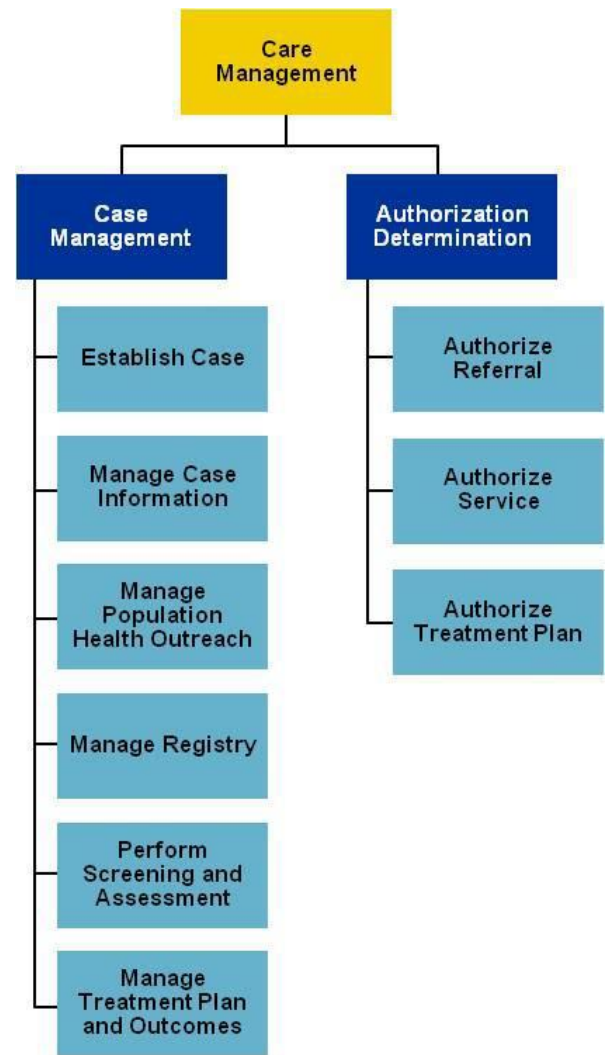 Care
Management
Case
Management
Authorization
Determination
Establish Case
Manage Case
Information
Manage
Population
Health Outreach
Manage Registry
Perform
Screening and
Assessment
Manage
Treatment Plan
and Outcomes
Authorize
Referral
Authorize
Service
Authorize
Treatment Plan